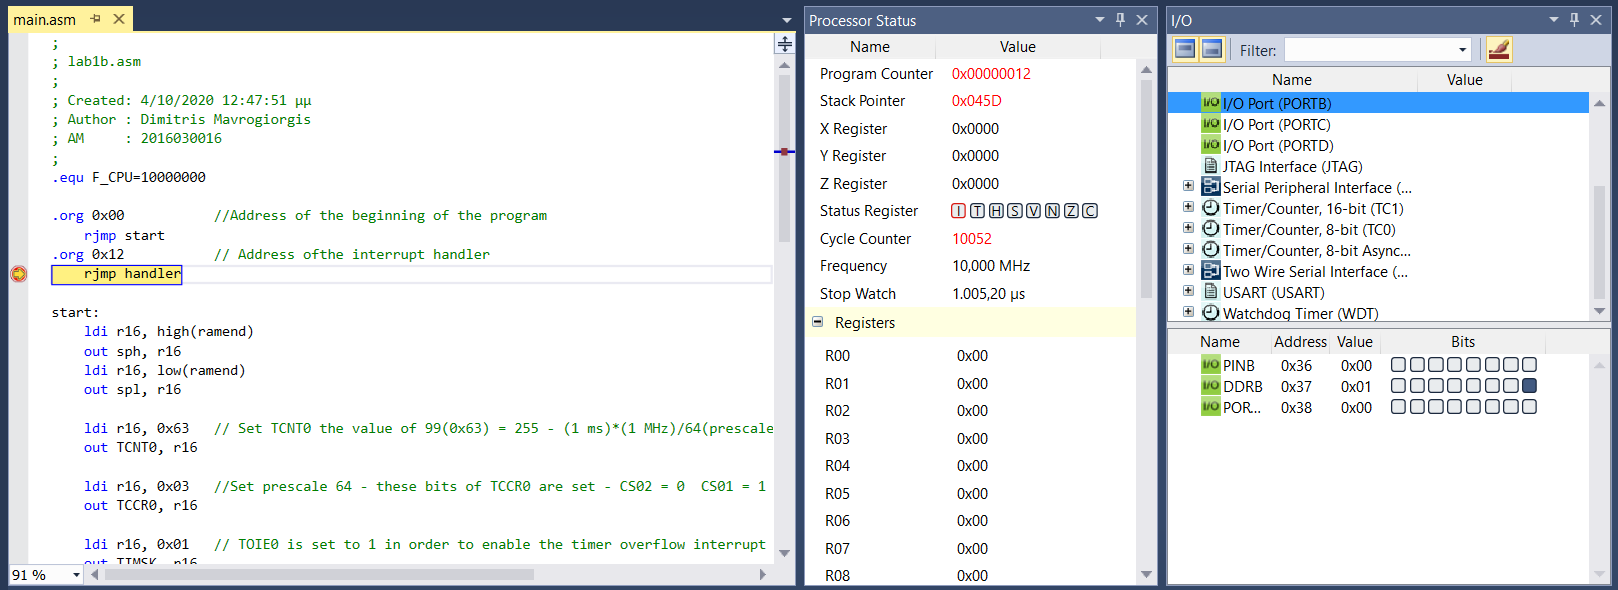 main.asm
;
; lab1b.asm
;
; Created: 4/10/2020 12:47:51 μμ
; Author : Dimitris Mavrogiorgis
; AM     : 2016030016
;
.equ F_CPU=10000000
.org 0x00           //Address of the beginning of the program
    rjmp start
.org 0x12           // Address ofthe interrupt handler
    rjmp handler
start:
    ldi r16, high(ramend)
    out sph, r16
    ldi r16, low(ramend)
    out spl, r16
    ldi r16, 0x63   // Set TCNT0 the value of 99(0x63) = 255 - (1 ms)*(1 MHz)/64(prescale
    out TCNT0, r16
    ldi r16, 0x03   //Set prescale 64 - these bits of TCCR0 are set - CS02 = 0  CS01 = 1
    out TCCR0, r16
    ldi r16, 0x01   // TOIE0 is set to 1 in order to enable the timer overflow interrupt
    out TIMSK, r16
91 %
Processor Status
Name Value
Program Counter 0x00000012
Stack Pointer 0x045D
X Register 0x0000
Y Register 0x0000
Z Register 0x0000
Status Register I T H S V N Z C
Cycle Counter 10052
Frequency 10,000 MHz
Stop Watch 1.005,20 μs
Registers
R00 0x00
R01 0x00
R02 0x00
R03 0x00
R04 0x00
R05 0x00
R06 0x00
R07 0x00
R08 0x00
I/O
Filter:
Name Value
I/O I/O Port (PORTB)
I/O I/O Port (PORTC)
I/O I/O Port (PORTD)
JTAG Interface (JTAG)
Serial Peripheral Interface (...
Timer/Counter, 16-bit (TC1)
Timer/Counter, 8-bit (TC0)
Timer/Counter, 8-bit Async...
Two Wire Serial Interface (...
USART (USART)
Watchdog Timer (WDT)
Name Address Value Bits
I/O PINB 0x36 0x00
I/O DDRB 0x37 0x01
I/O POR... 0x38 0x00